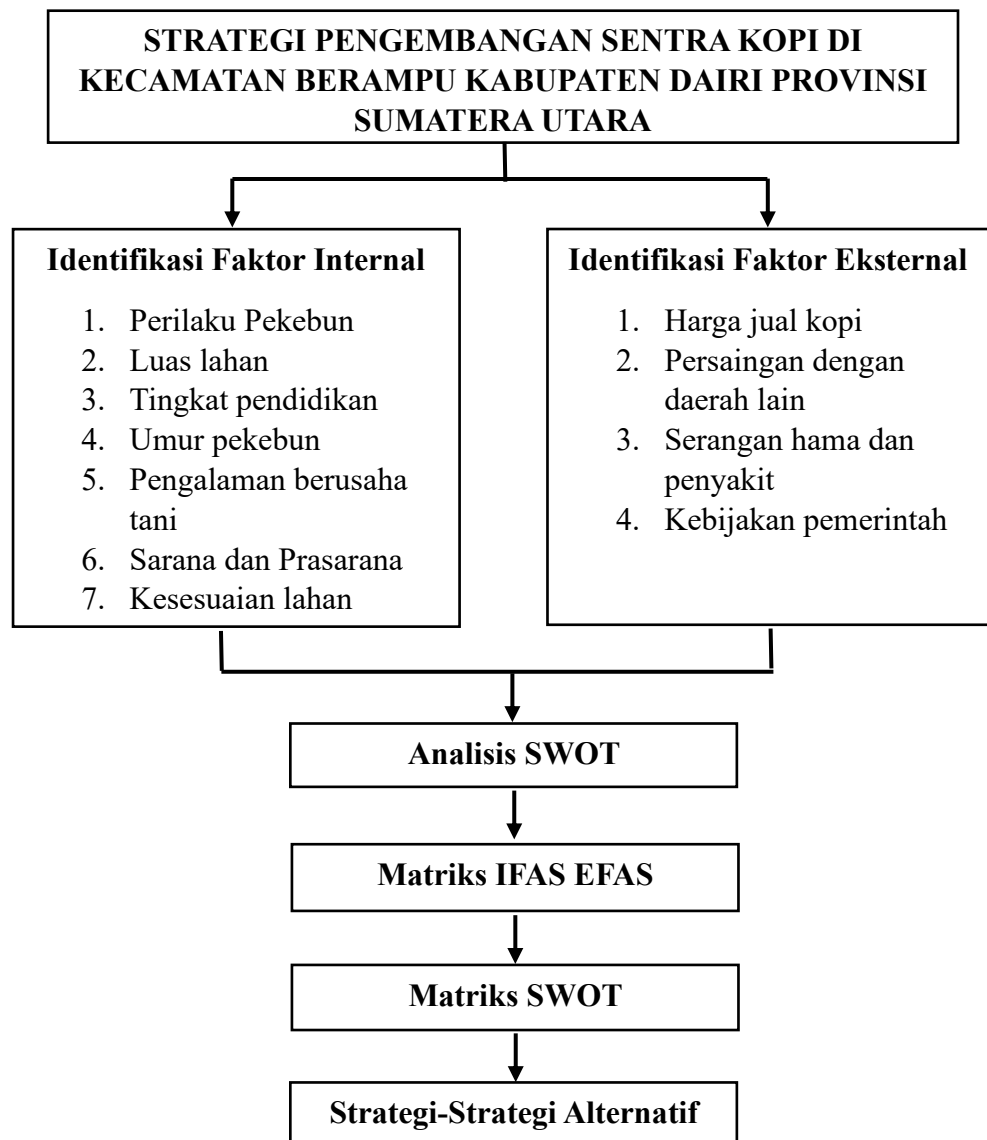 STRATEGI PENGEMBANGAN SENTRA KOPI DI
KECAMATAN BERAMPU KABUPATEN DAIRI PROVINSI
SUMATERA UTARA
Identifikasi Faktor Internal
1. Perilaku Pekebun
2. Luas lahan
3. Tingkat pendidikan
4. Umur pekebun
5. Pengalaman berusaha
tani
6. Sarana dan Prasarana
7. Kesesuaian lahan
Identifikasi Faktor Eksternal
1. Harga jual kopi
2. Persaingan dengan
daerah lain
3. Serangan hama dan
penyakit
4. Kebijakan pemerintah
Analisis SWOT
Matriks IFAS EFAS
Matriks SWOT
Strategi-Strategi Alternatif